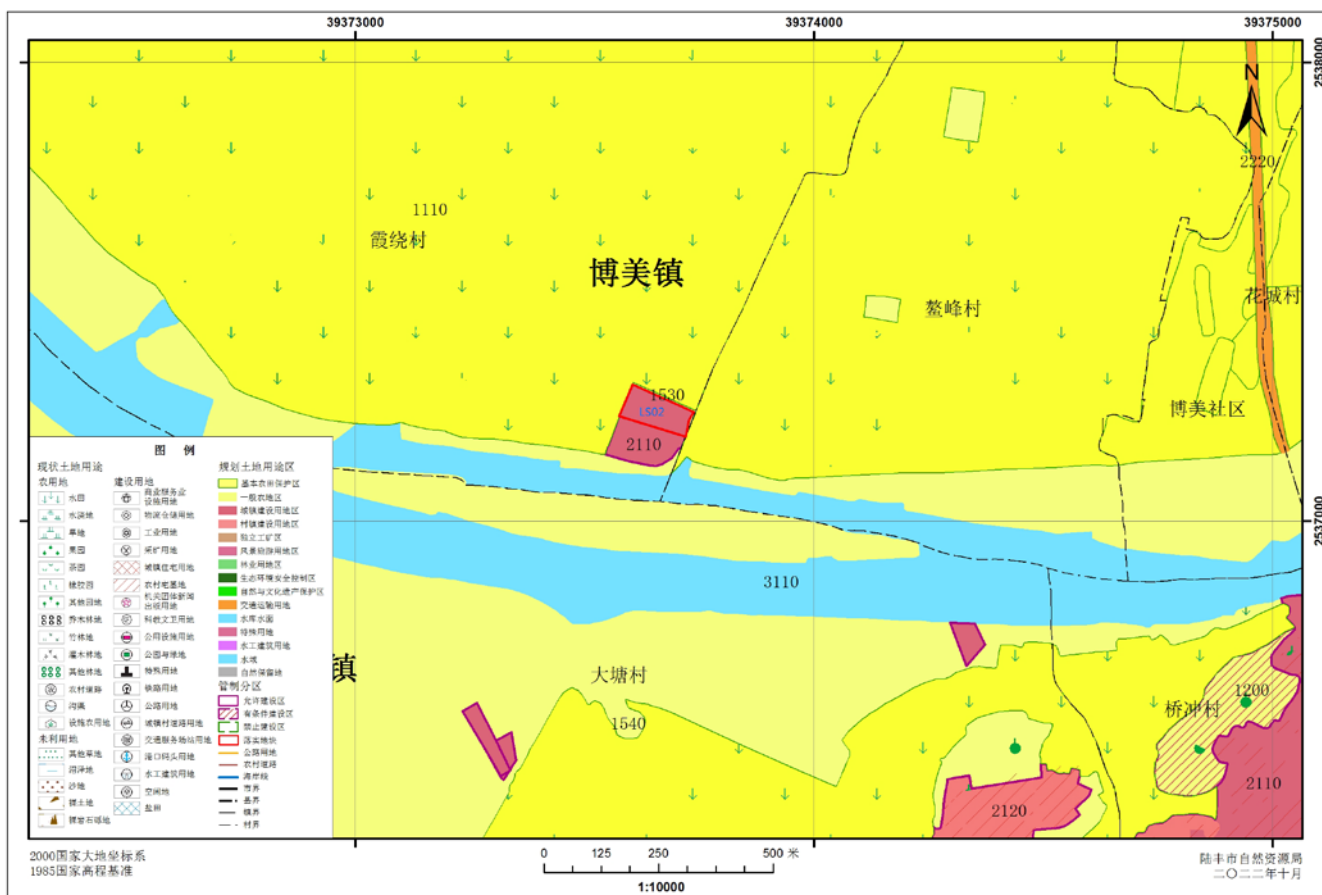 39373000
39374000
39375000
2538000
N
2220
1110
霞绕村
博美镇
鳌峰村
花城村
1530
LS02
博美社区
2110
2537000
3110
镇
大塘村
1540
1200
桥冲村
2110
2120
图 例
现状土地用途
农用地
水田
水浇地
旱地
果园
茶园
橡胶园
其他园地
乔木林地
竹林地
灌木林地
其他林地
农村道路
沟渠
设施农用地
未利用地
其他草地
沼泽地
沙地
裸土地
裸岩石砾地
建设用地
商业服务业
设施用地
物流仓储用地
工业用地
采矿用地
城镇住宅用地
农村宅基地
机关团体新闻
出版用地
科教文卫用地
公用设施用地
公园与绿地
特殊用地
铁路用地
公路用地
城镇村道路用地
交通服务场站用地
港口码头用地
水工建筑用地
空闲地
盐田
规划土地用途区
基本农田保护区
一般农地区
城镇建设用地区
村镇建设用地区
独立工矿区
风景旅游用地区
林业用地区
生态环境安全控制区
自然与文化遗产保护区
交通运输用地
水库水面
特殊用地
水工建筑用地
水域
自然保留地
管制分区
允许建设区
有条件建设区
禁止建设区
落实地块
公路用地
农村道路
海岸线
市界
县界
镇界
村界
2000国家大地坐标系
1985国家高程基准
0 125 250 500 米
1:10000
陆丰市自然资源局
二〇二二年十月